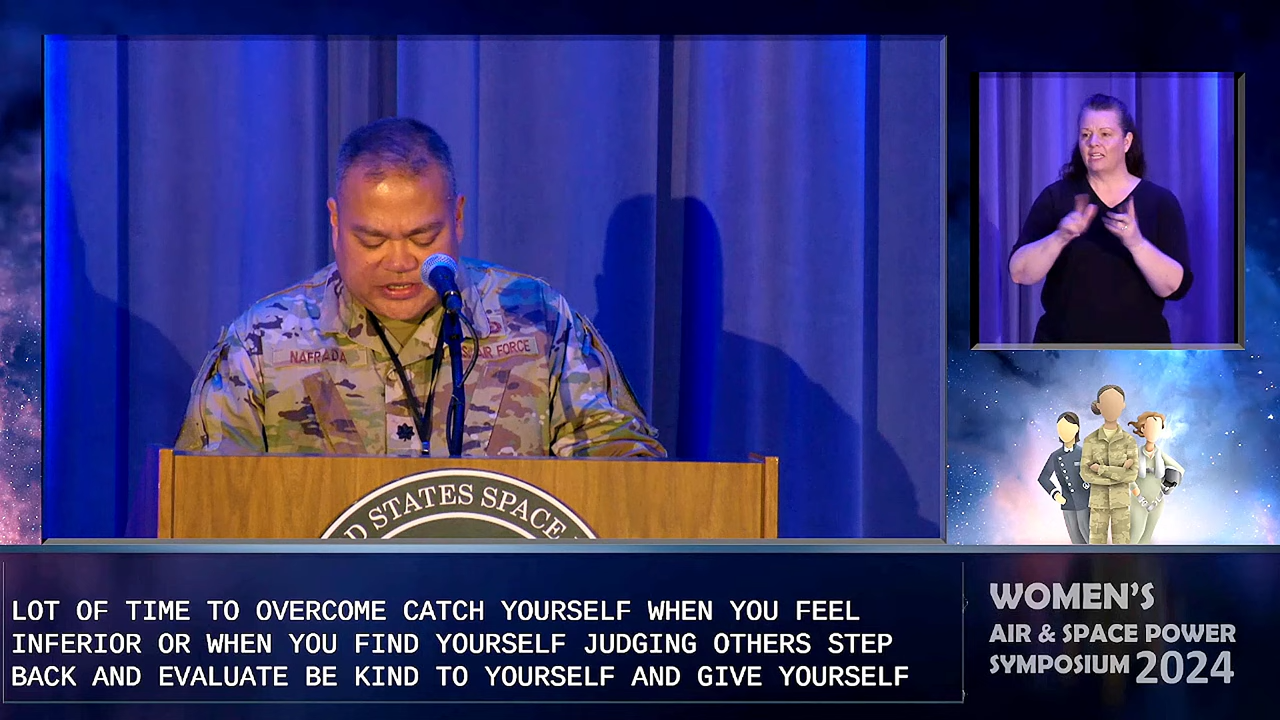 NAFRADA
S. AIR FORCE
D STATES SPACE
LOT OF TIME TO OVERCOME CATCH YOURSELF WHEN YOU FEEL
INFERIOR OR WHEN YOU FIND YOURSELF JUDGING OTHERS STEP
BACK AND EVALUATE BE KIND TO YOURSELF AND GIVE YOURSELF
WOMEN'S
AIR & SPACE POWER
SYMPOSIUM 2024